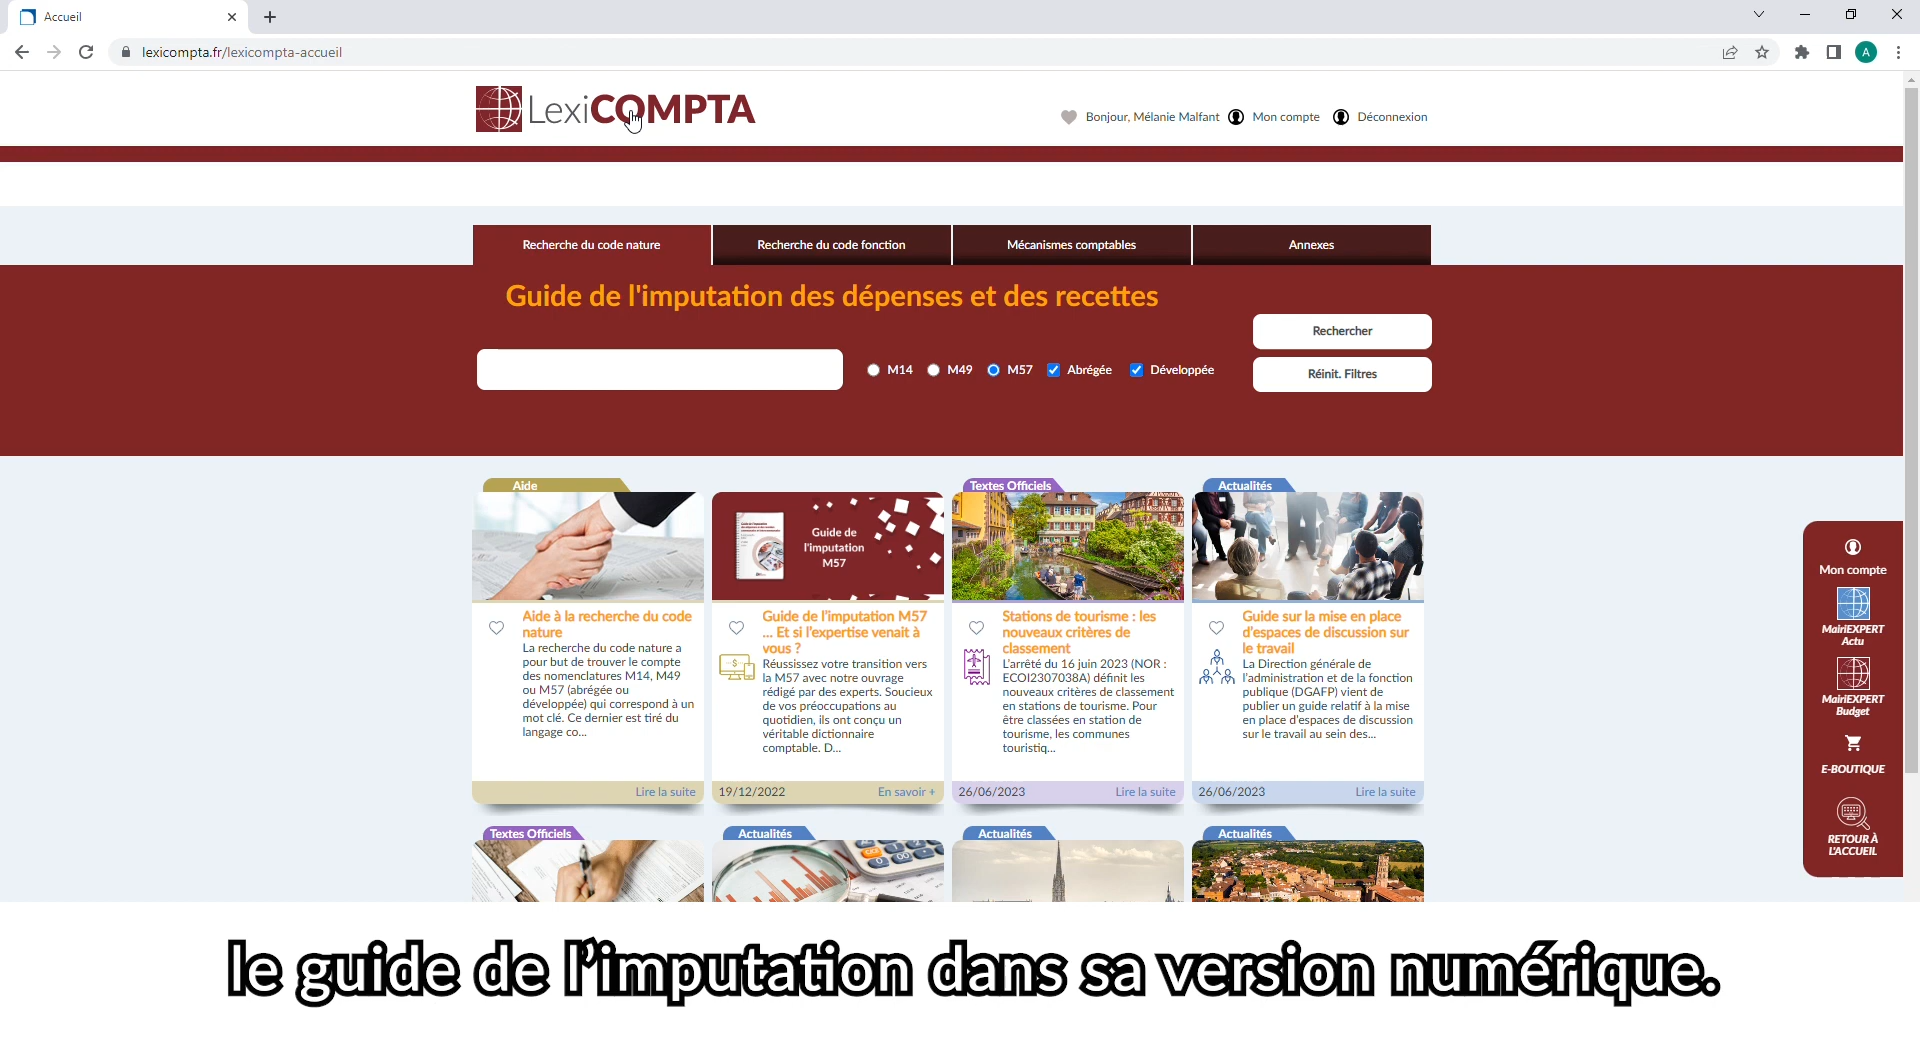 Accueil
lexicompta.fr/lexicompta-accueil
A
LexiCOMPTA
Bonjour, Mélanie Malfant
Mon compte
Déconnexion
Recherche du code nature
Recherche du code fonction
Mécanismes comptables
Annexes
Guide de l'imputation des dépenses et des recettes
M14
M49
M57
Abrégée
Développée
Rechercher
Réinit. Filtres
Aide
Aide à la recherche du code
nature
La recherche du code nature a
pour but de trouver le compte
des nomenclatures M14, M49
ou M57 (abrégée ou
développée) qui correspond à un
mot clé. Ce dernier est tiré du
langage co...
Lire la suite
Guide de
l'imputation
M57
Guide de l'imputation M57
... Et si l'expertise venait à
vous ?
Réussissez votre transition vers
la M57 avec notre ouvrage
rédigé par des experts. Soucieux
de vos préoccupations au
quotidien, ils ont conçu un
véritable dictionnaire
comptable. D...
19/12/2022
En savoir +
Textes Officiels
Stations de tourisme : les
nouveaux critères de
classement
L'arrêté du 16 juin 2023 (NOR :
ECOI2307038A) définit les
nouveaux critères de classement
en stations de tourisme. Pour
être classées en station de
tourisme, les communes
touristiq...
26/06/2023
Lire la suite
Actualités
Guide sur la mise en place
d'espaces de discussion sur
le travail
La Direction générale de
l'administration et de la fonction
publique (DGAFP) vient de
publier un guide relatif à la mise
en place d'espaces de discussion
sur le travail au sein des...
26/06/2023
Lire la suite
Textes Officiels
Actualités
Actualités
Actualités
Mon compte
MairiEXPERT
Actu
MairiEXPERT
Budget
E-BOUTIQUE
RETOUR À
L'ACCUEIL
le guide de l'imputation dans sa version numérique.